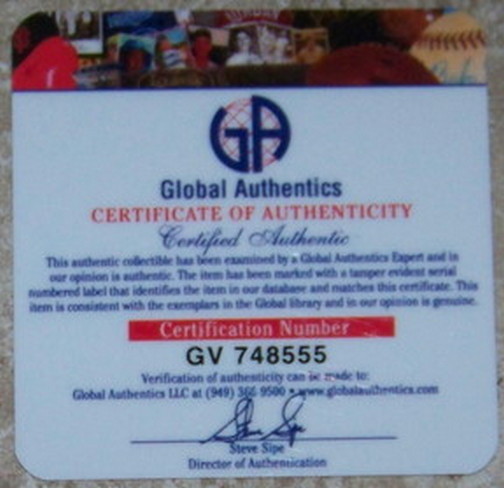 GA
Global Authentics
CERTIFICATE OF AUTHENTICITY
Certified Authentic
This authentic collectible has been examined by a Global Authentics Expert and in
our opinion is authentic. The item has been marked with a tamper evident serial
numbered label that identifies the item in our database and matches this certificate. This
item is consistent with the exemplars in the Global library and in our opinion is genuine.
Certification Number
GV 748555
Verification of authenticity can be made to:
Global Authentics LLC at (949) 366 9500 • www.globalauthentics.com
Steve Sipe
Steve Sipe
Director of Authentication